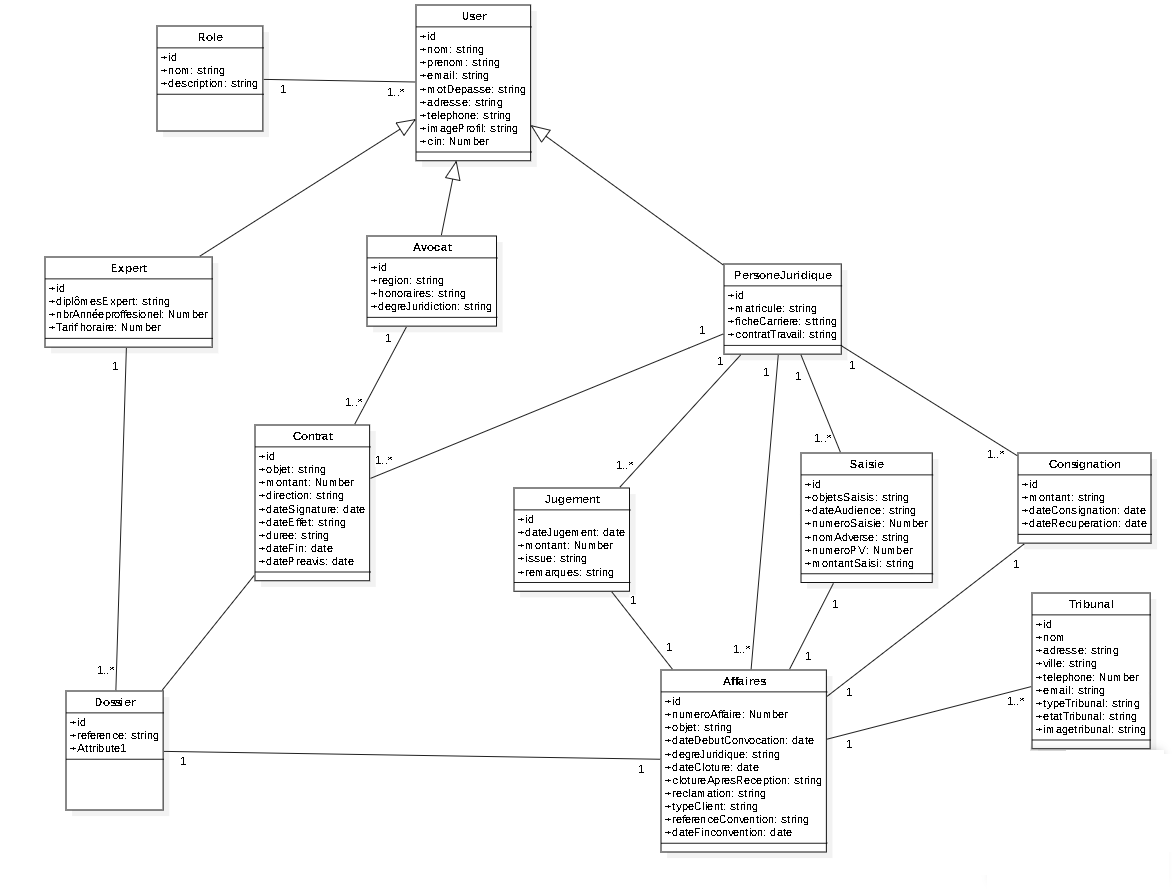 User
+id
+nom: string
+prenom: string
+email: string
+motDepasse: string
+adresse: string
+telephone: string
+imageProfil: string
+cin: Number
Role
+id
+nom: string
+description: string
1
1..*
Expert
+id
+diplômesExpert: string
+nbrAnnéeproffesionel: Number
+Tarif horaire: Number
Avocat
+id
+region: string
+honoraires: string
+degreJuridiction: string
PersoneJuridique
+id
+matricule: string
+ficheCarriere: sttring
+contratTravail: string
1
1
1
1
1
1
1
1..*
1..*
1..*
1..*
1..*
Contrat
+id
+objet: string
+montant: Number
+direction: string
+dateSignature: date
+dateEffet: string
+duree: string
+dateFin: date
+datePreavis: date
Jugement
+id
+dateJugement: date
+montant: Number
+issue: string
+remarques: string
Saisie
+id
+objetsSaisis: string
+dateAudience: string
+numeroSaisie: Number
+nomAdverse: string
+numeroPV: Number
+montantSaisi: string
Consignation
+id
+montant: string
+dateConsignation: date
+dateRecuperation: date
1
1
1
1
1
1
1..*
1..*
Tribunal
+id
+nom
+adresse: string
+ville: string
+telephone: Number
+email: string
+typeTribunal: string
+etatTribunal: string
+imagetribunal: string
1..*
1
Dossier
+id
+reference: string
+Attribute1
1
1
Affaires
+id
+numeroAffaire: Number
+objet: string
+dateDebutConvocation: date
+degreJuridique: string
+dateCloture: date
+clotureApresReception: string
+reclamation: string
+typeClient: string
+referenceConvention: string
+dateFinconvention: date